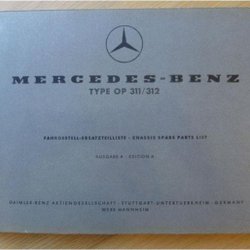 MERCEDES-BENZ
TYPE OP 311/312
FAHRGESTELL-ERSATZTEILLISTE - CHASSIS SPARE PARTS LIST
AUSGABE A - EDITION A
DAIMLER-BENZ AKTIENGESELLSCHAFT · STUTTGART-UNTERTUERKHEIM · GERMANY
WERK MANNHEIM